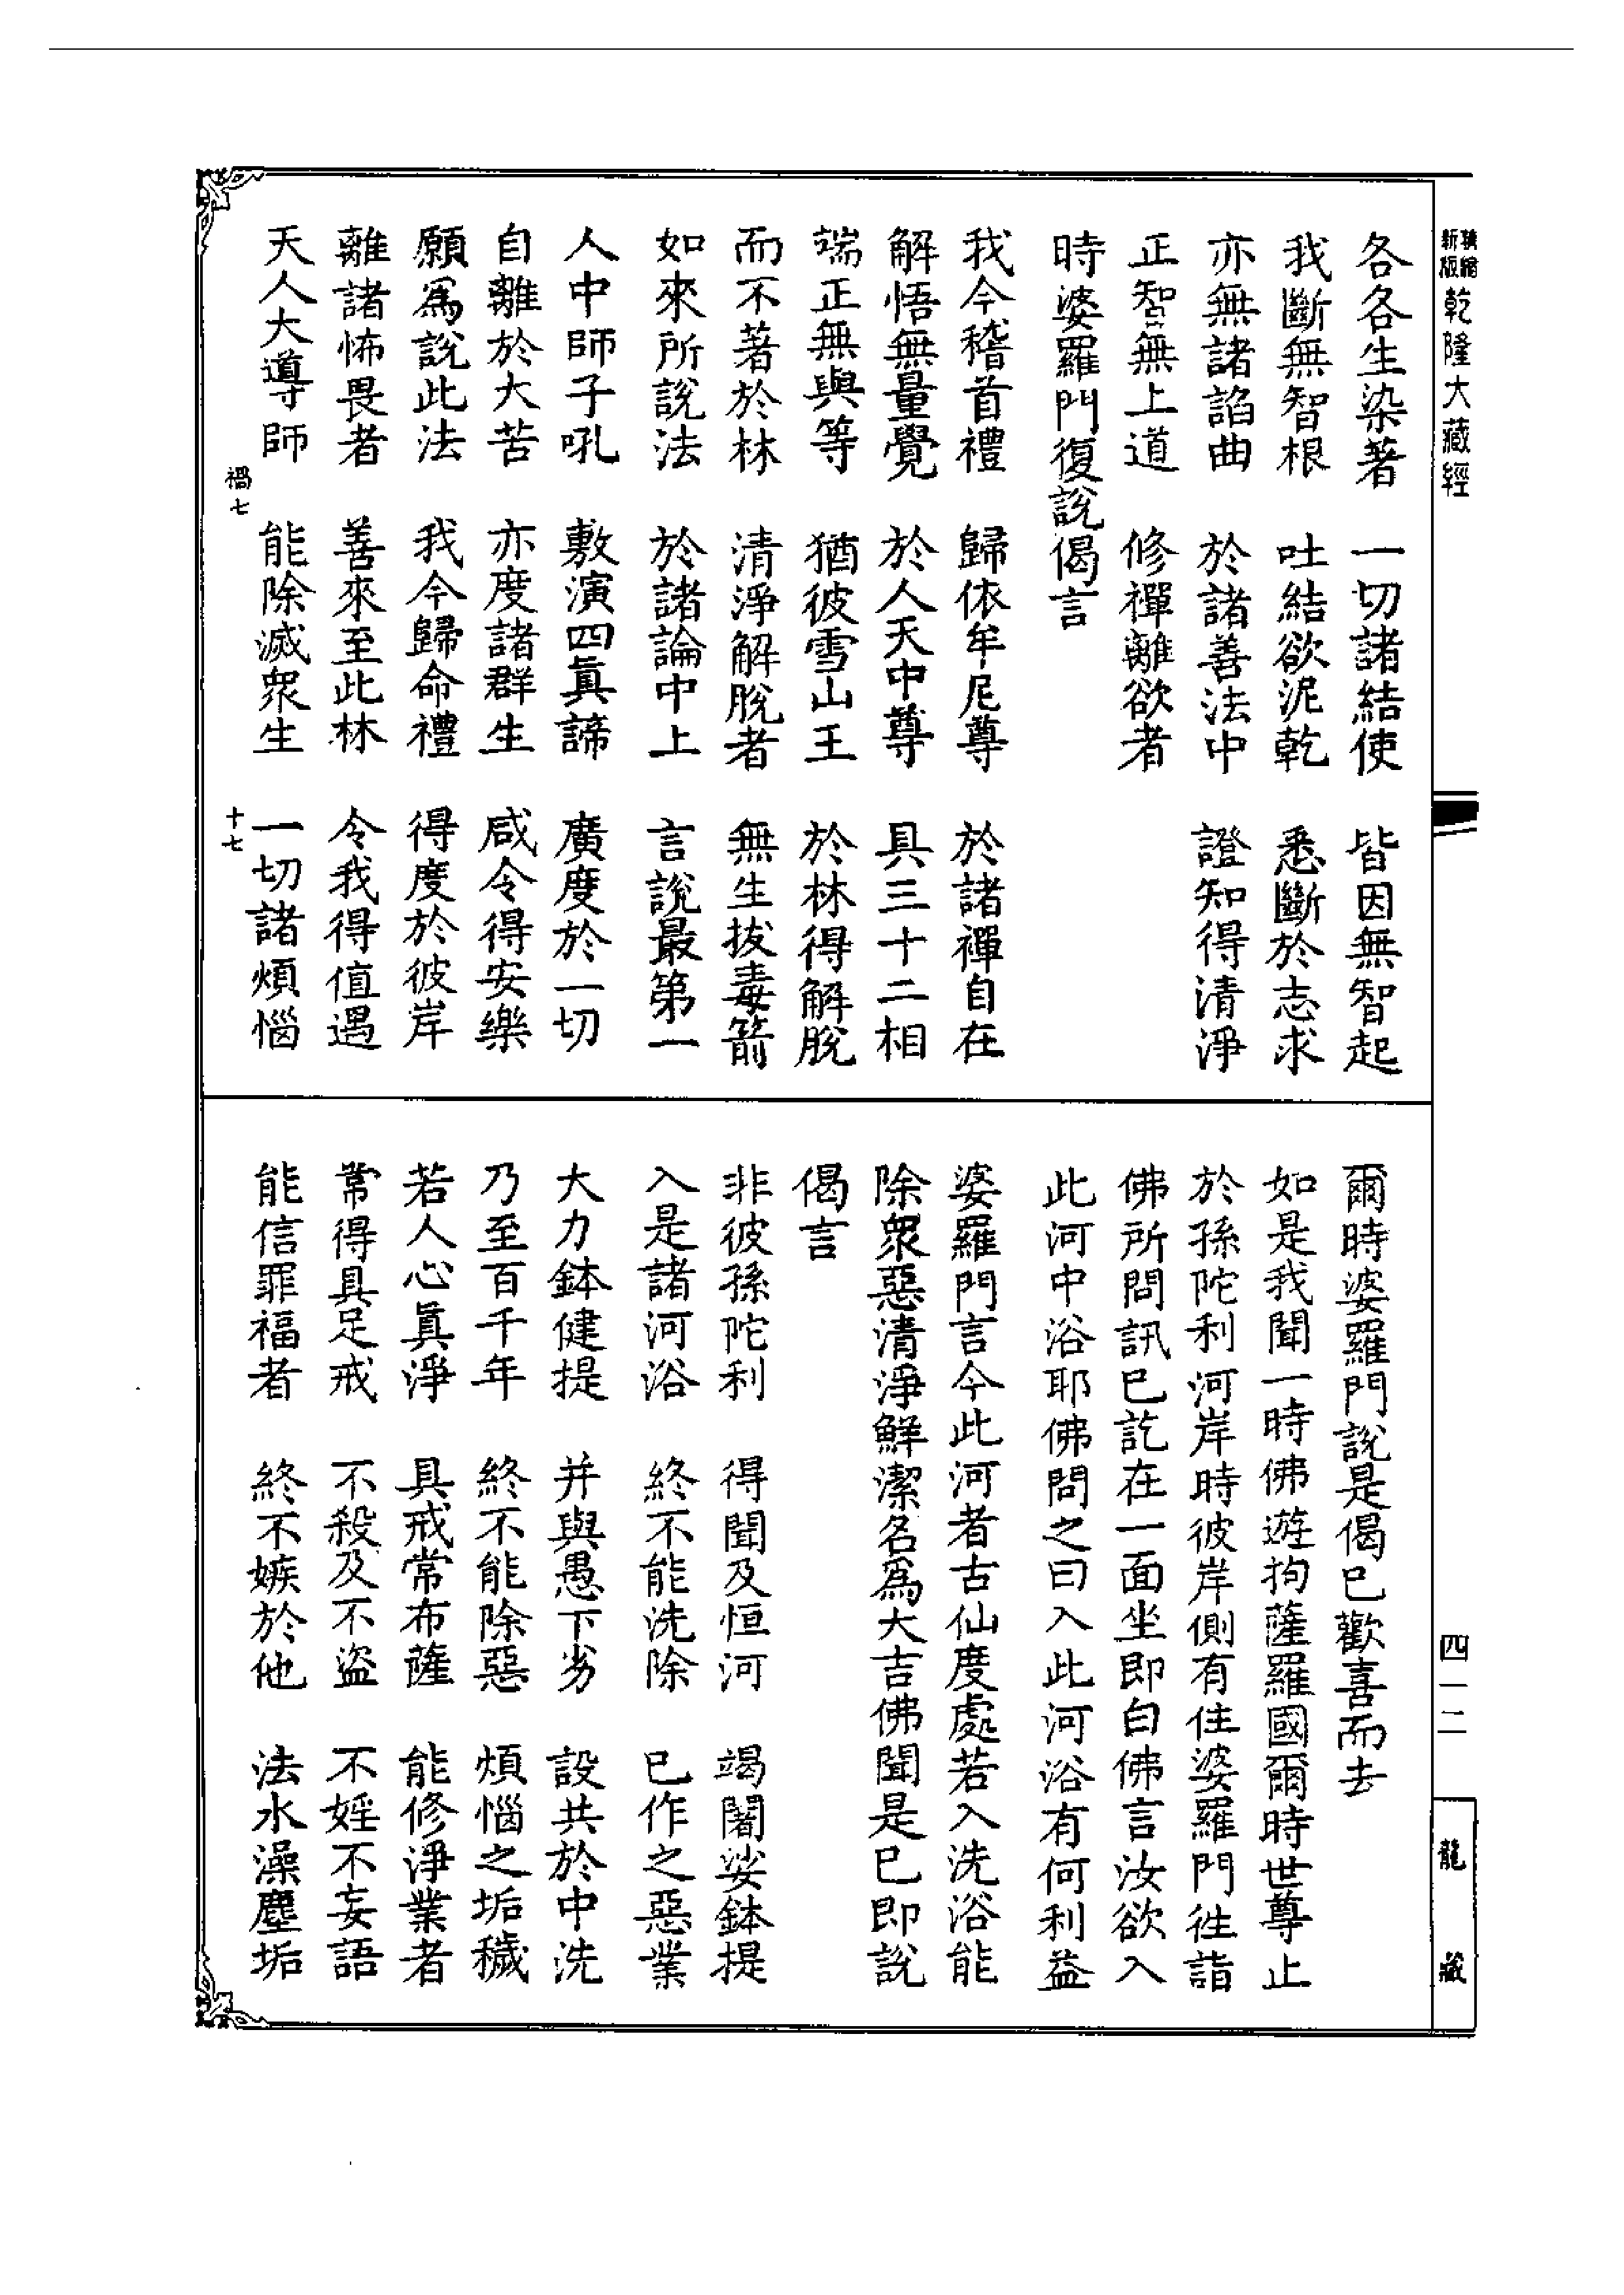 精縮新版乾隆大藏經
各各生染著　一切諸結使　皆因無智起
我斷無智根　吐結欲泥乾　悉斷於志求
亦無諸諂曲　於諸善法中　證知得清淨
正智無上道　修禪離欲者
時婆羅門復說偈言
我今稽首禮　歸依牟尼尊　於諸禪自在
解悟無量覺　於人天中尊　具三十二相
端正無與等　猶彼雪山王　於林得解脫
而不著於林　清淨解脫者　無生拔毒箭
如來所說法　於諸論中上　言說最第一
人中師子吼　敷演四真諦　廣度於一切
自離於大苦　亦度諸群生　咸令得安樂
願為說此法　我今歸命禮　得度於彼岸
離諸怖畏者　善來至此林　令我得值遇
天人大導師　能除滅眾生　一切諸煩惱
禍七　十七
爾時婆羅門說是偈已歡喜而去
如是我聞一時佛遊拘薩羅國爾時世尊止
於孫陀利河岸時彼岸側有住婆羅門往詣
佛所問訊已訖在一面坐即白佛言汝欲入
此河中浴耶佛問之曰入此河浴有何利益
婆羅門言今此河者古仙度處若入洗浴能
除眾惡清淨鮮潔名為大吉佛聞是已即說
偈言
非彼孫陀利　得聞及恒河　竭闍娑鉢提
入是諸河浴　終不能洗除　已作之惡業
大力鉢健提　并與愚下劣　設共於中洗
乃至百千年　終不能除惡　煩惱之垢穢
若人心真淨　具戒常布薩　能修淨業者
常得具足戒　不殺及不盜　不婬不妄語
能信罪福者　終不嫉於他　法水澡塵垢
四一二
龍藏